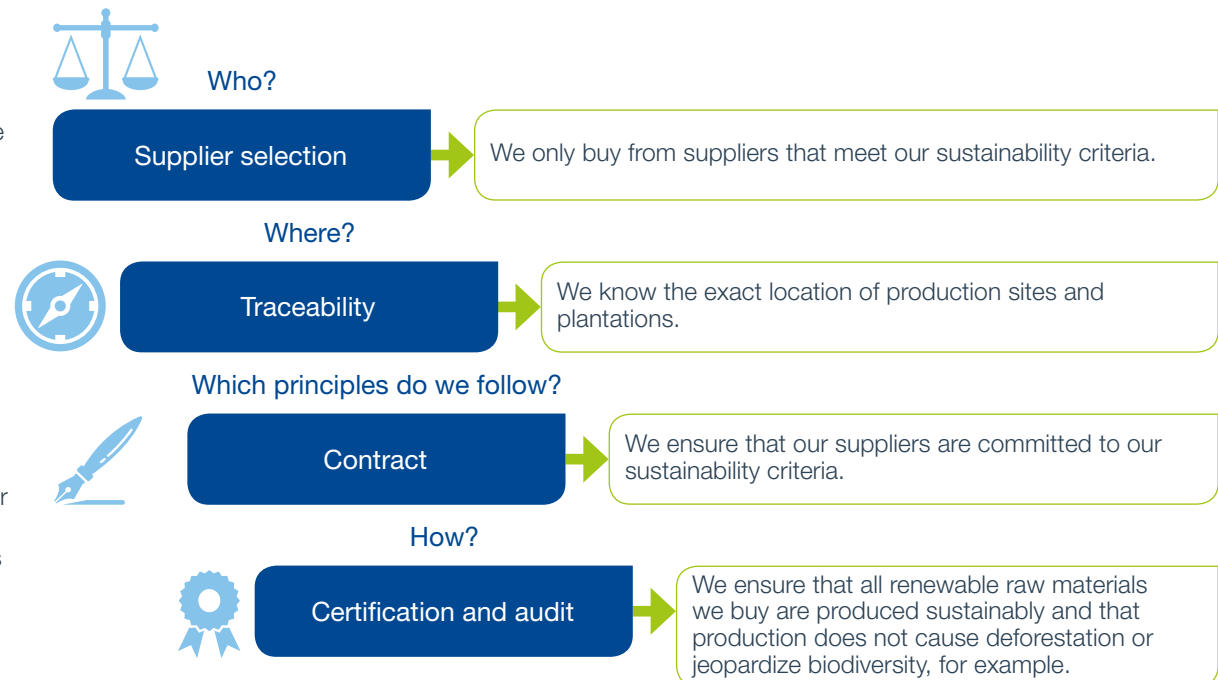 Who?
Supplier selection
We only buy from suppliers that meet our sustainability criteria.
Where?
Traceability
We know the exact location of production sites and
plantations.
Which principles do we follow?
Contract
We ensure that our suppliers are committed to our
sustainability criteria.
How?
Certification and audit
We ensure that all renewable raw materials
we buy are produced sustainably and that
production does not cause deforestation or
jeopardize biodiversity, for example.